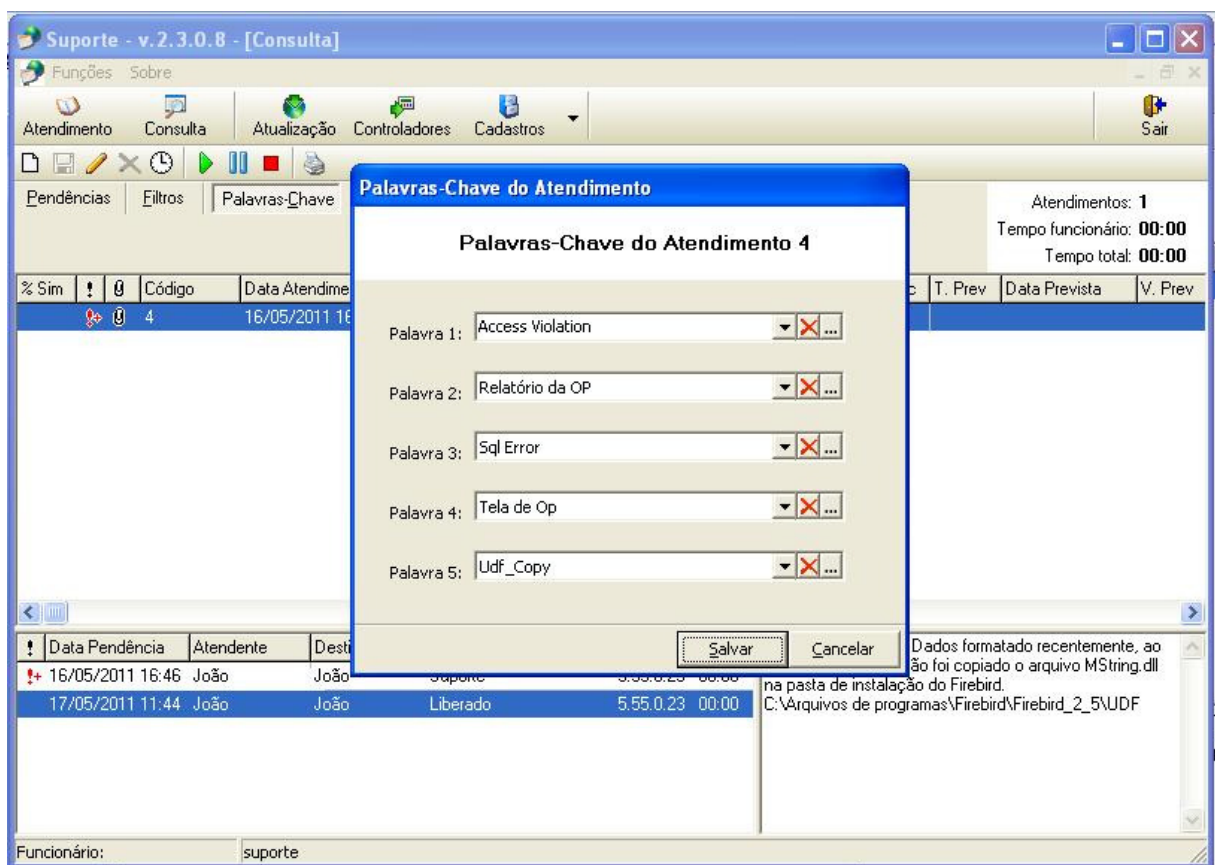 Suporte - v.2.3.0.8 - [Consulta]
Funções Sobre
Atendimento Consulta Atualização Controladores Cadastros Sair
Pendências Filtros Palavras-Chave
Atendimentos: 1
Tempo funcionário: 00:00
Tempo total: 00:00
Palavras-Chave do Atendimento
Palavras-Chave do Atendimento 4
% Sim ! Código Data Atendime T. Prev Data Prevista V. Prev
4 16/05/2011 16
Palavra 1: Access Violation
Palavra 2: Relatório da OP
Palavra 3: Sql Error
Palavra 4: Tela de Op
Palavra 5: Udf_Copy
Salvar Cancelar
! Data Pendência Atendente Desti
16/05/2011 16:46 João João Suporte 5.55.0.23 00:00
17/05/2011 11:44 João João Liberado 5.55.0.23 00:00
Dados formatado recentemente, ao
ão foi copiado o arquivo MString.dll
na pasta de instalação do Firebird.
C:\Arquivos de programas\Firebird\Firebird_2_5\UDF
Funcionário: suporte